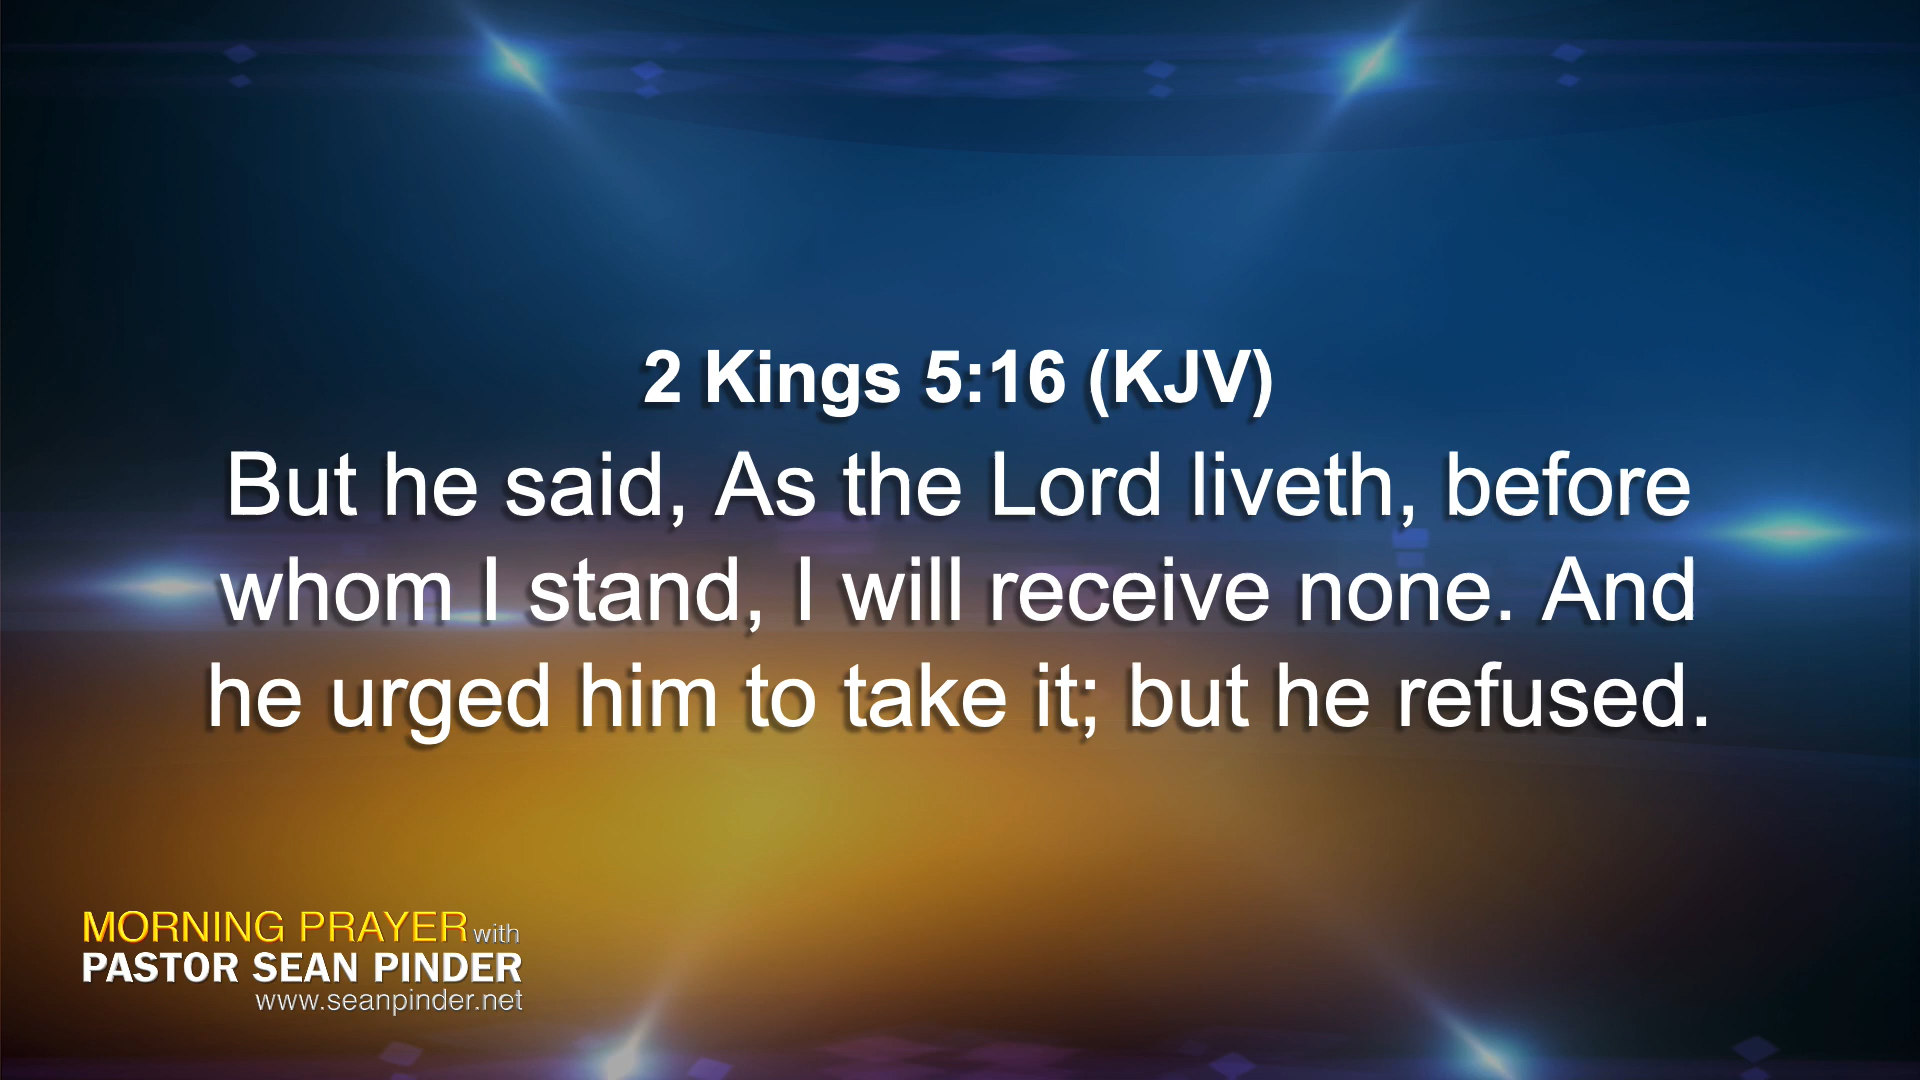 2 Kings 5:16 (KJV)
But he said, As the Lord liveth, before
whom I stand, I will receive none. And
he urged him to take it; but he refused.
MORNING PRAYER with
PASTOR SEAN PINDER
www.seanpinder.net